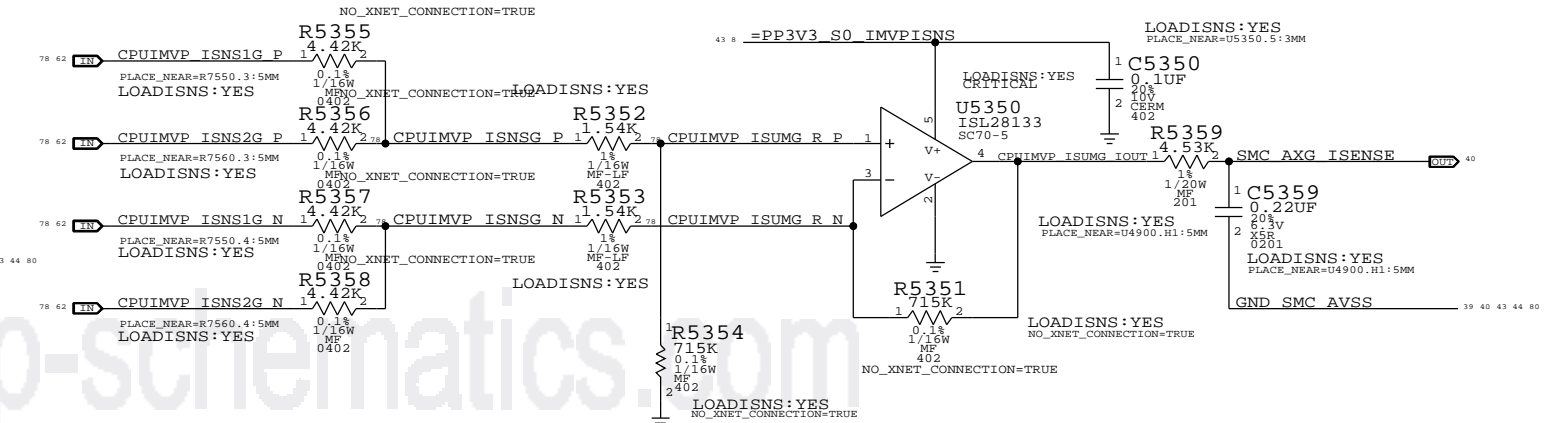 NO_XNET_CONNECTION=TRUE
R5355
4.42K
78 62 IN CPUIMVP_ISNS1G_P 1 2
0.1%
1/16W
MF
0402
PLACE_NEAR=R7550.3:5MM
LOADISNS:YES
NO_XNET_CONNECTION=TRUE
R5356
4.42K
78 62 IN CPUIMVP_ISNS2G_P 1 2
0.1%
1/16W
MF
0402
PLACE_NEAR=R7560.3:5MM
LOADISNS:YES
NO_XNET_CONNECTION=TRUE
R5357
4.42K
78 62 IN CPUIMVP_ISNS1G_N 1 2
0.1%
1/16W
MF
0402
PLACE_NEAR=R7550.4:5MM
LOADISNS:YES
NO_XNET_CONNECTION=TRUE
3 44 80
R5358
4.42K
78 62 IN CPUIMVP_ISNS2G_N 1 2
0.1%
1/16W
MF
0402
PLACE_NEAR=R7560.4:5MM
LOADISNS:YES
LOADISNS:YES
R5352
1.54K
78 CPUIMVP_ISNSG_P 1 2
1%
1/16W
MF-LF
402
R5353
1.54K
78 CPUIMVP_ISNSG_N 1 2
1%
1/16W
MF-LF
402
LOADISNS:YES
78 CPUIMVP_ISUMG_R_P 1
78 CPUIMVP_ISUMG_R_N 3
1
R5354
715K
0.1%
1/16W
MF
402
2
LOADISNS:YES
NO_XNET_CONNECTION=TRUE
43 8 =PP3V3_S0_IMVPISNS
LOADISNS:YES
CRITICAL
U5350
ISL28133
SC70-5
5
V+
+
-
V-
2
4 CPUIMVP_ISUMG_IOUT
R5351
715K
1 2
0.1%
1/16W
MF
402
LOADISNS:YES
NO_XNET_CONNECTION=TRUE
NO_XNET_CONNECTION=TRUE
LOADISNS:YES
PLACE_NEAR=U5350.5:3MM
1
C5350
0.1UF
20%
10V
CERM
402
2
R5359
4.53K
1 2
1%
1/20W
MF
201
LOADISNS:YES
PLACE_NEAR=U4900.H1:5MM
SMC_AXG_ISENSE OUT 40
1
C5359
0.22UF
20%
6.3V
X5R
0201
2
LOADISNS:YES
PLACE_NEAR=U4900.H1:5MM
GND_SMC_AVSS 39 40 43 44 80
p-schematics.com